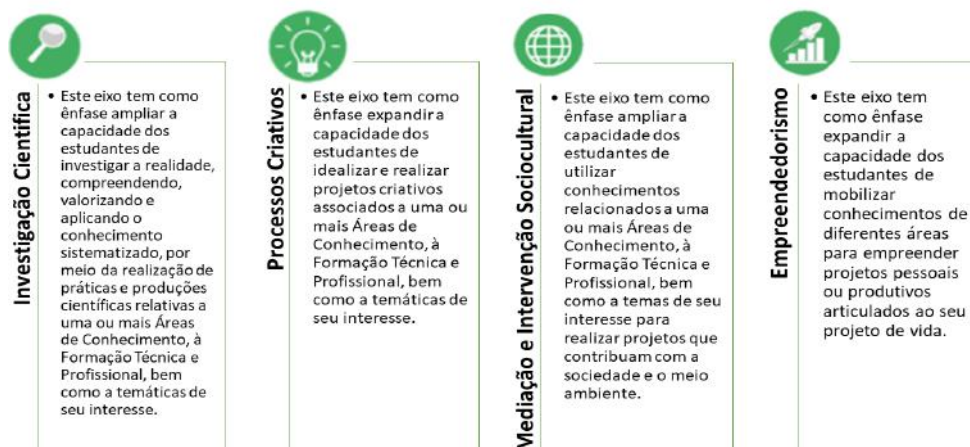 Investigação Científica
• Este eixo tem como
ênfase ampliar a
capacidade dos
estudantes de
investigar a realidade,
compreendendo,
valorizando e
aplicando o
conhecimento
sistematizado, por
meio da realização de
práticas e produções
científicas relativas a
uma ou mais Áreas
de Conhecimento, à
Formação Técnica e
Profissional, bem
como a temáticas de
seu interesse.
Processos Criativos
• Este eixo tem como
ênfase expandir a
capacidade dos
estudantes de
idealizar e realizar
projetos criativos
associados a uma ou
mais Áreas de
Conhecimento, à
Formação Técnica e
Profissional, bem
como a temáticas de
seu interesse.
Mediação e Intervenção Sociocultural
• Este eixo tem como
ênfase ampliar a
capacidade dos
estudantes de
utilizar
conhecimentos
relacionados a uma
ou mais Áreas de
Conhecimento, à
Formação Técnica e
Profissional, bem
como a temas de seu
interesse para
realizar projetos que
contribuam com a
sociedade e o meio
ambiente.
Empreendedorismo
• Este eixo tem
como ênfase
expandir a
capacidade dos
estudantes de
mobilizar
conhecimentos de
diferentes áreas
para empreender
projetos pessoais
ou produtivos
articulados ao seu
projeto de vida.